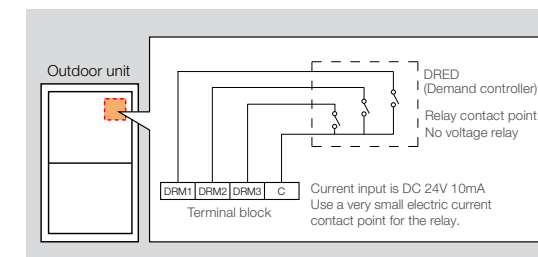 Outdoor unit
DRED
(Demand controller)
Relay contact point
No voltage relay
DRM1 DRM2 DRM3 C
Terminal block
Current input is DC 24V 10mA
Use a very small electric current
contact point for the relay.